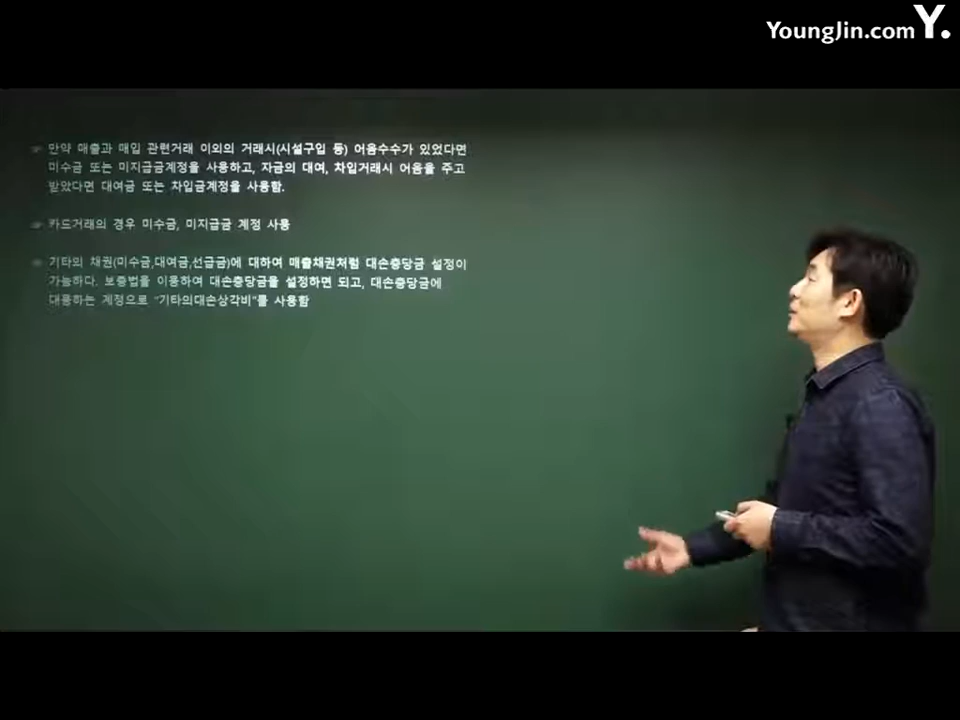 YoungJin.com Y.
만약 매출과 매입 관련거래 이외의 거래시(시설구입 등) 어음수수가 있었다면
미수금 또는 미지급금계정을 사용하고, 자금의 대여, 차입거래시 어음을 주고
받았다면 대여금 또는 차입금계정을 사용함.
카드거래의 경우 미수금, 미지급금 계정 사용
기타의 채권(미수금,대여금,선급금)에 대하여 매출채권처럼 대손충당금 설정이
가능하다. 보충법을 이용하여 대손충당금을 설정하면 되고, 대손충당금에
대응하는 계정으로 "기타의대손상각비"를 사용함